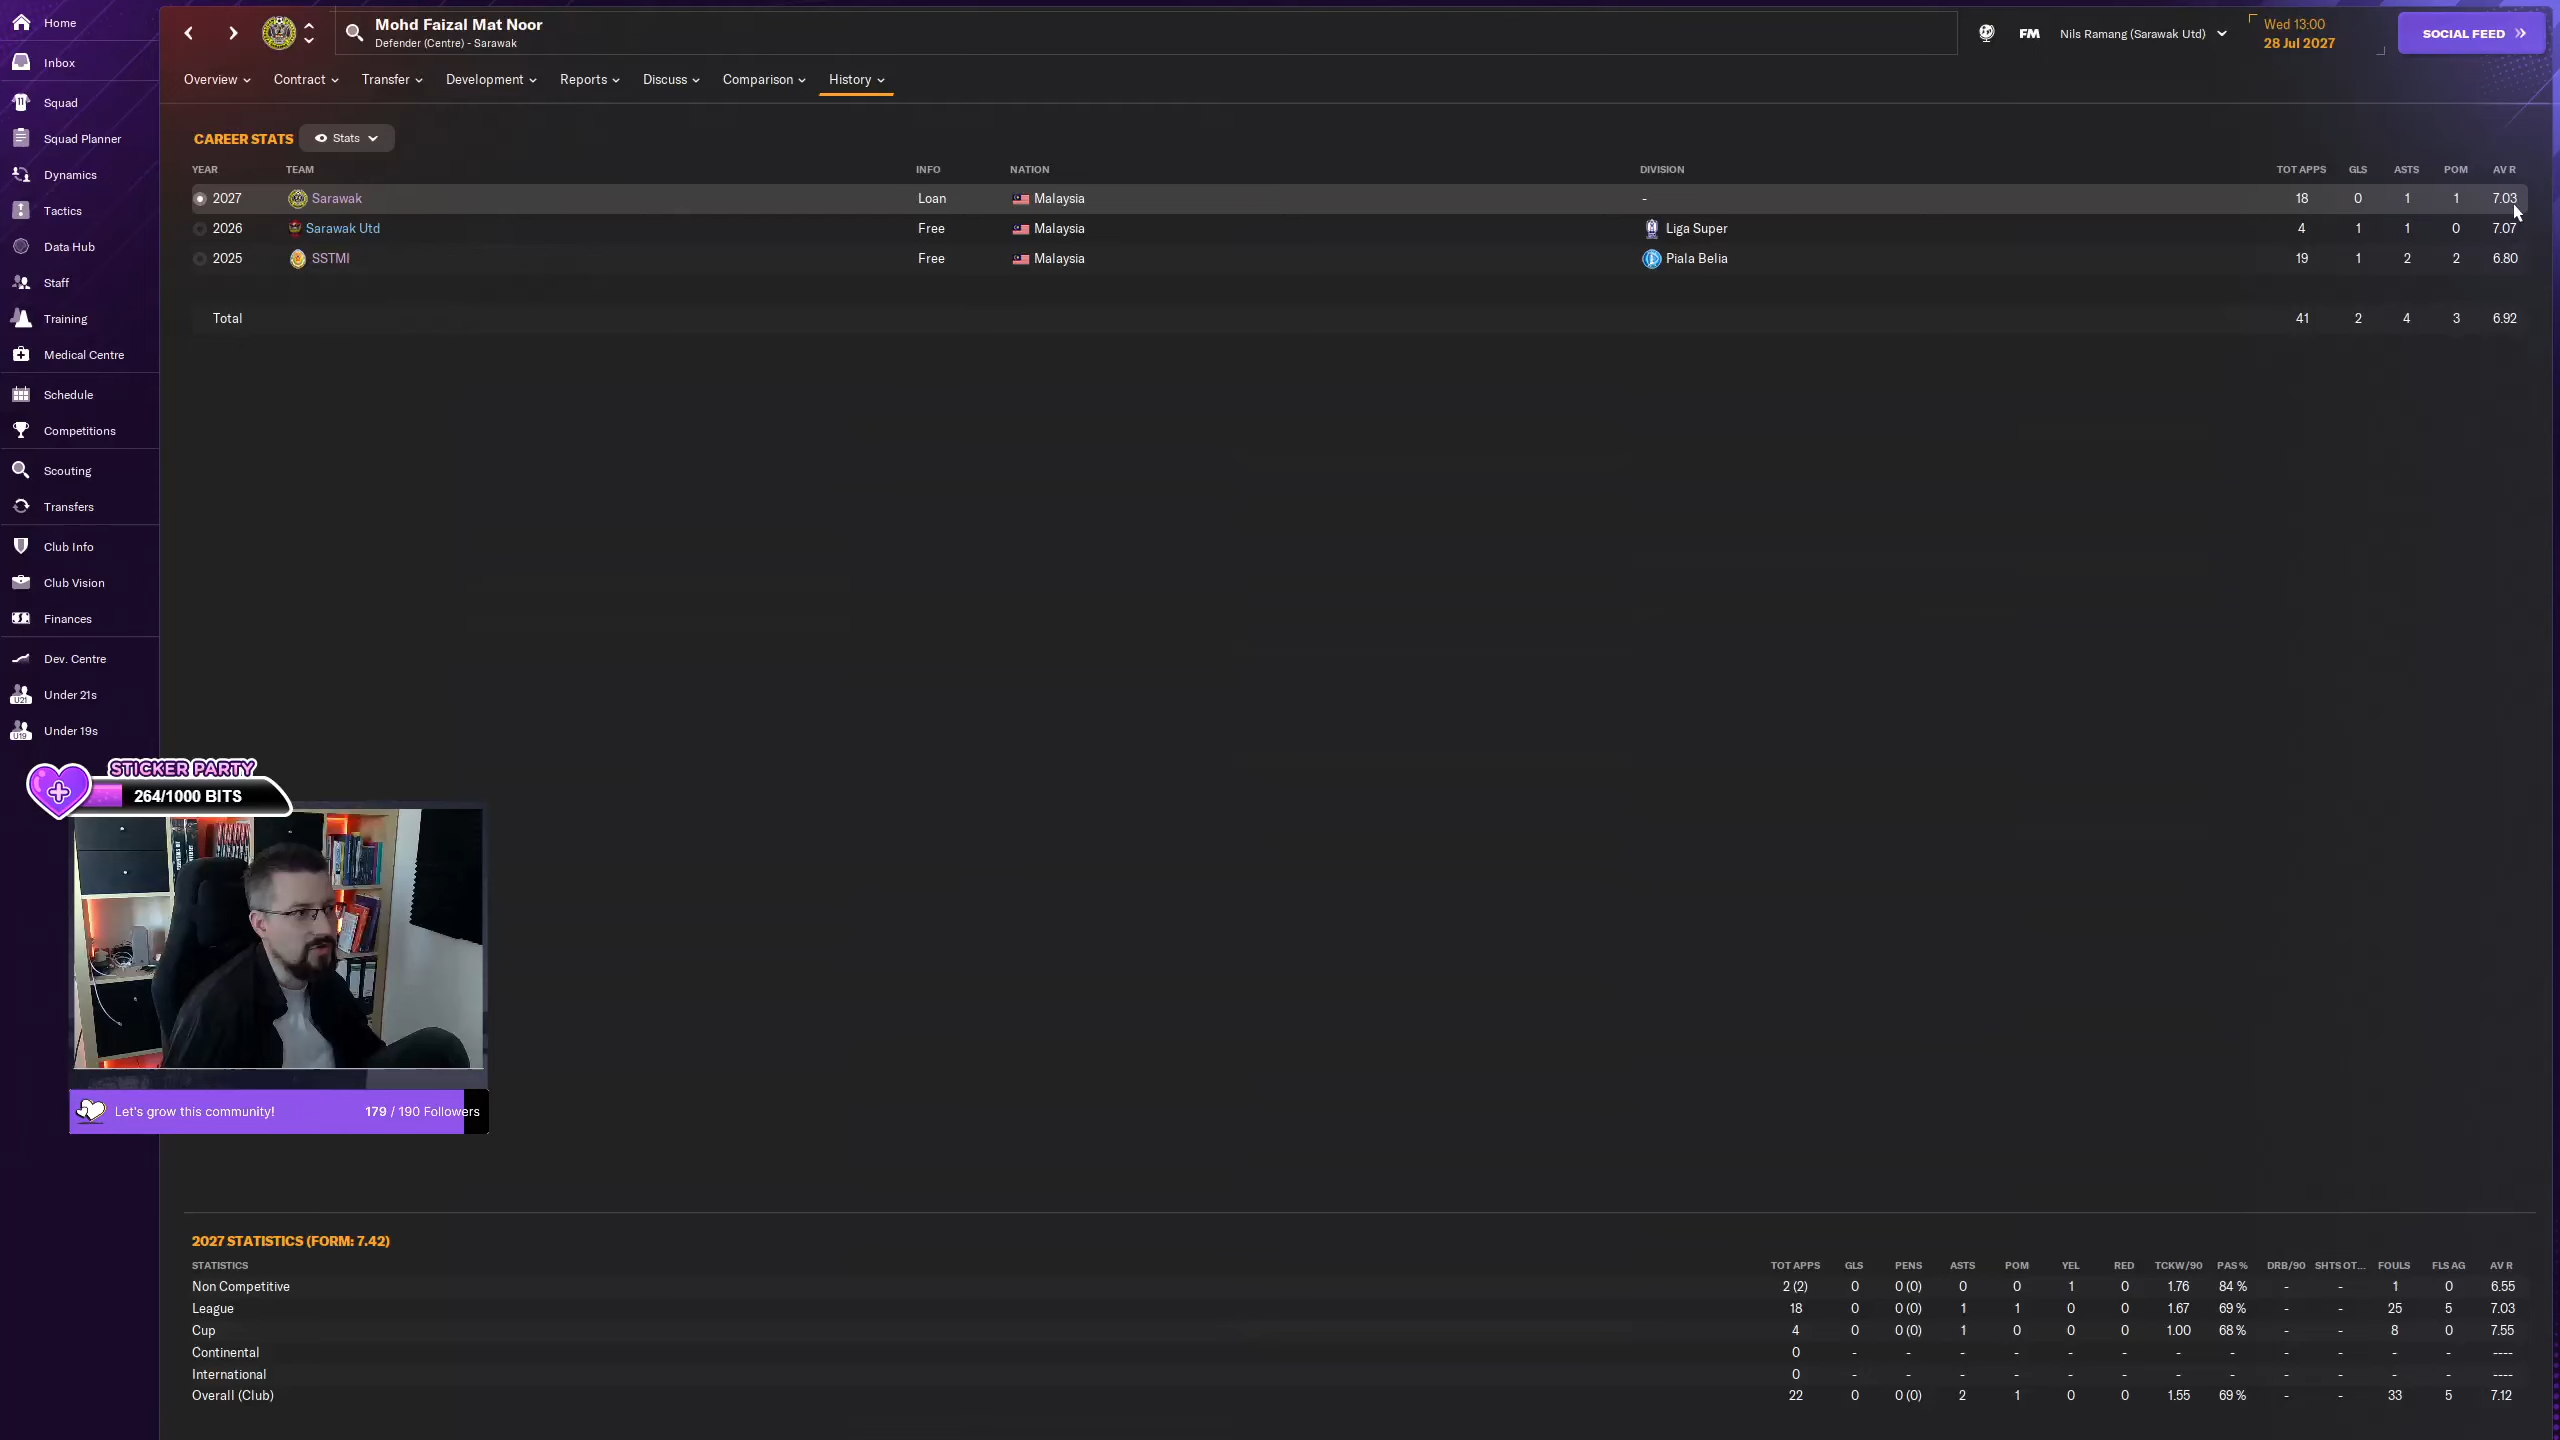 Home
Inbox
Squad
Squad Planner
Dynamics
Tactics
Data Hub
Staff
Training
Medical Centre
Schedule
Competitions
Scouting
Transfers
Club Info
Club Vision
Finances
Dev. Centre
Under 21s
Under 19s
Mohd Faizal Mat Noor
Defender (Centre) - Sarawak
FM Nils Ramang (Sarawak Utd)
Wed 13:00
28 Jul 2027
SOCIAL FEED
Overview Contract Transfer Development Reports Discuss Comparison History
CAREER STATS Stats
YEAR TEAM INFO NATION DIVISION TOT APPS GLS ASTS POM AV R
2027 Sarawak Loan Malaysia - 18 0 1 1 7.03
2026 Sarawak Utd Free Malaysia Liga Super 4 1 1 0 7.07
2025 SSTMI Free Malaysia Piala Belia 19 1 2 2 6.80
Total 41 2 4 3 6.92
STICKER PARTY
264/1000 BITS
Let's grow this community! 179 / 190 Followers
2027 STATISTICS (FORM: 7.42)
STATISTICS TOT APPS GLS PENS ASTS POM YEL RED TCKW/90 PAS % DRB/90 SHTS OT... FOULS FLS AG AV R
Non Competitive 2 (2) 0 0 (0) 0 0 1 0 1.76 84 % - - 1 0 6.55
League 18 0 0 (0) 1 1 0 0 1.67 69 % - - 25 5 7.03
Cup 4 0 0 (0) 1 0 0 0 1.00 68 % - - 8 0 7.55
Continental 0 - - - - - - - - - - - - ----
International 0 - - - - - - - - - - - - ----
Overall (Club) 22 0 0 (0) 2 1 0 0 1.55 69 % - - 33 5 7.12